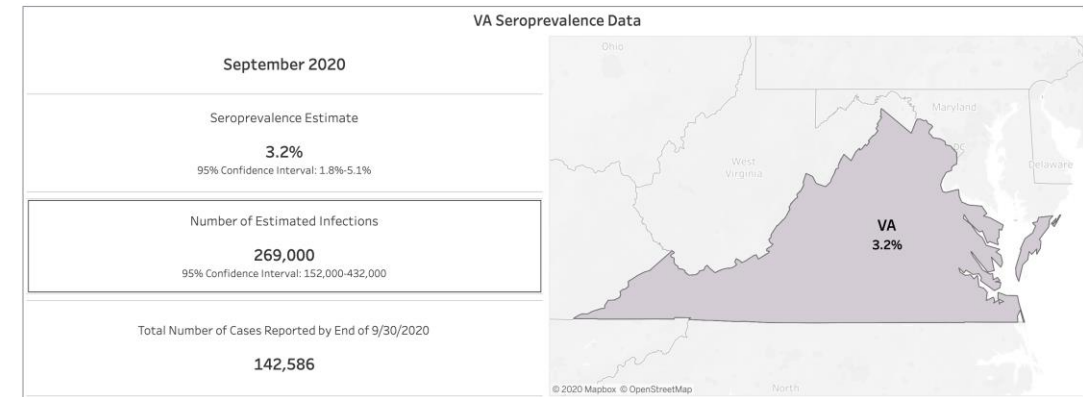 VA Seroprevalence Data
September 2020
Seroprevalence Estimate
3.2%
95% Confidence Interval: 1.8%-5.1%
Number of Estimated Infections
269,000
95% Confidence Interval: 152,000-432,000
Total Number of Cases Reported by End of 9/30/2020
142,586
Ohio
Maryland
DC
West
Virginia
Delaware
VA
3.2%
North
© 2020 Mapbox © OpenStreetMap